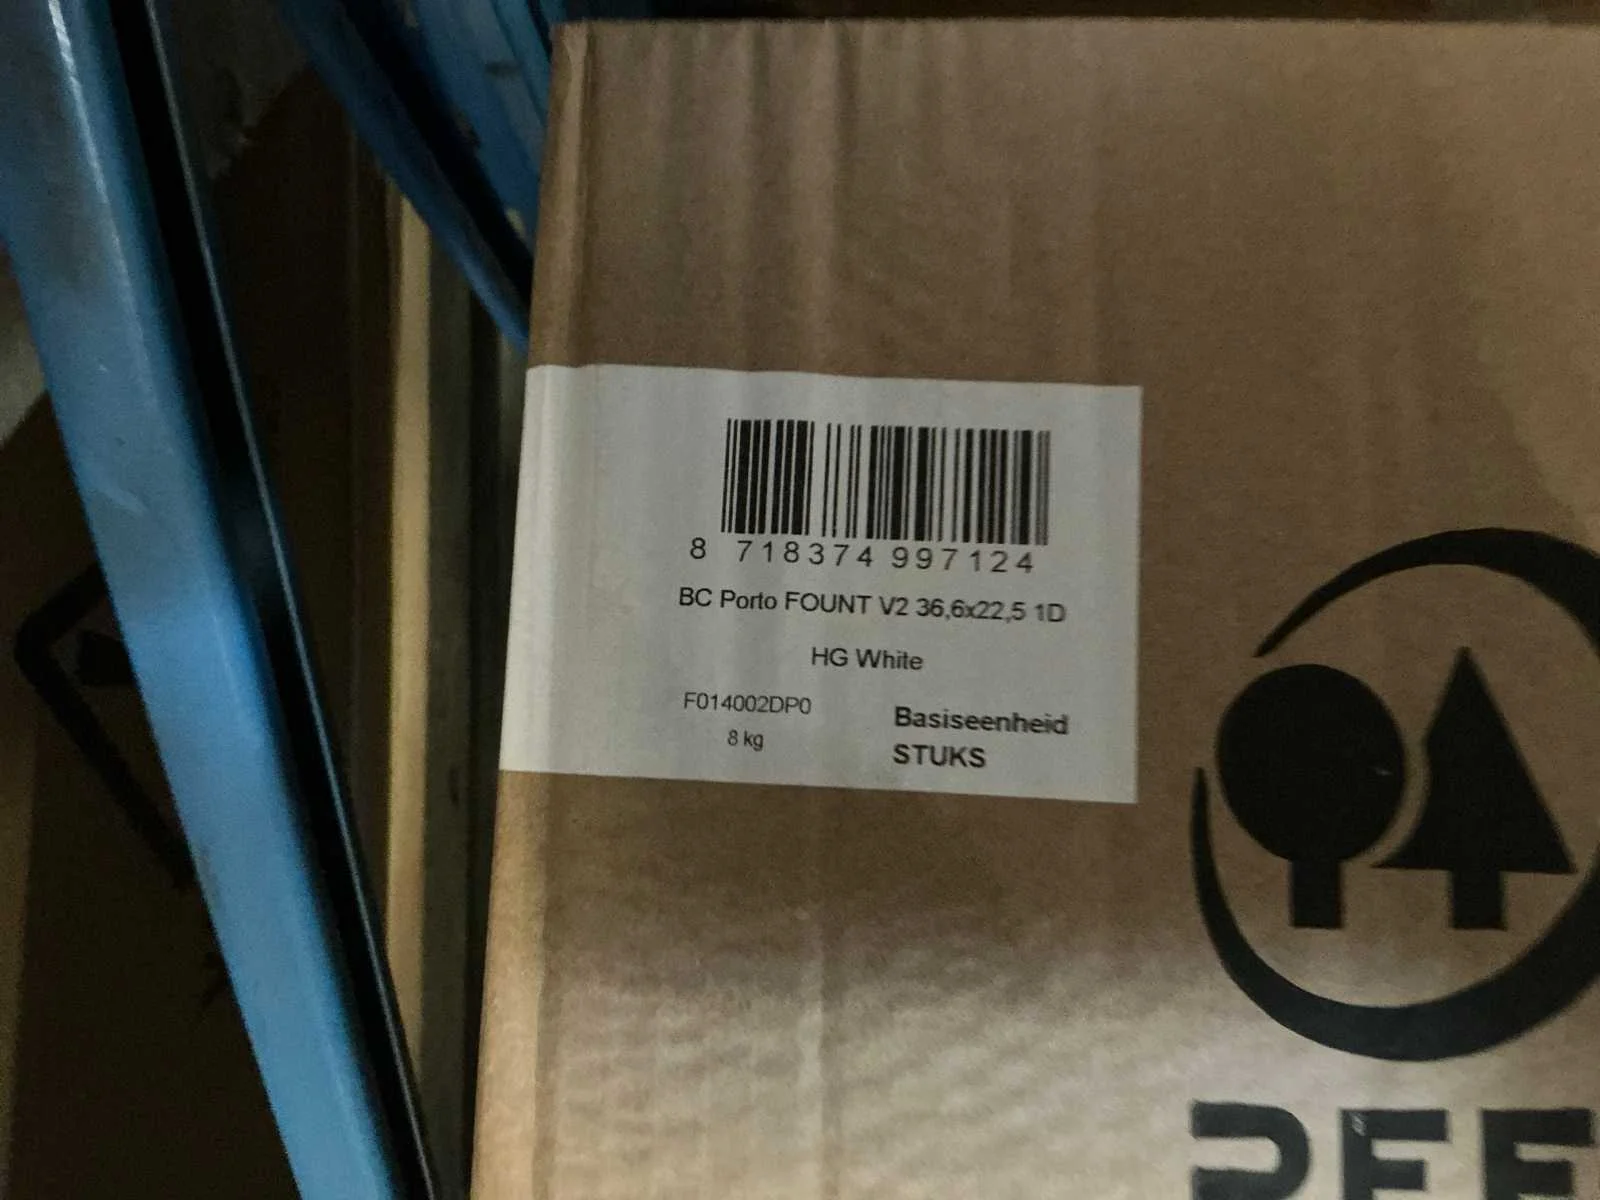 8 718374 997124
BC Porto FOUNT V2 36,6x22,5 1D
HG White
F014002DP0
8 kg
Basiseenheid
STUKS